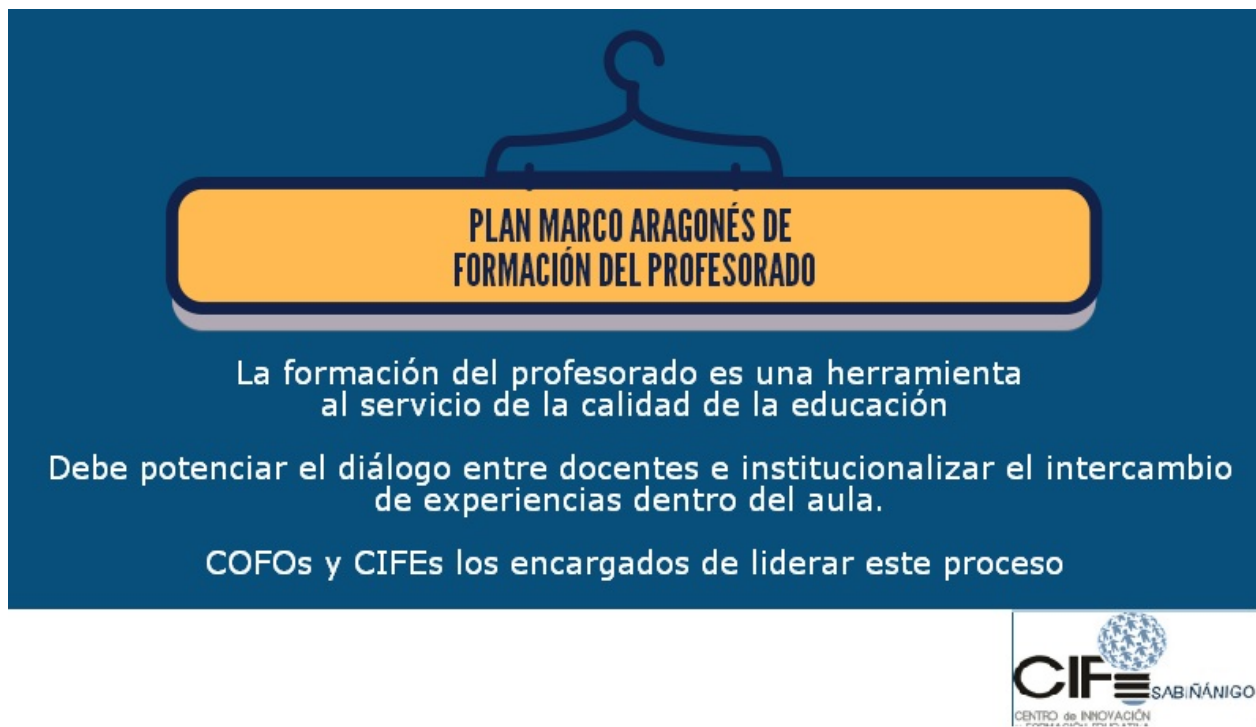 PLAN MARCO ARAGONÉS DE
FORMACIÓN DEL PROFESORADO
La formación del profesorado es una herramienta
al servicio de la calidad de la educación
Debe potenciar el diálogo entre docentes e institucionalizar el intercambio
de experiencias dentro del aula.
COFOs y CIFEs los encargados de liderar este proceso
CIFE SABIÑÁNIGO
CENTRO de INNOVACIÓN
FORMACIÓN EDUCATIVA